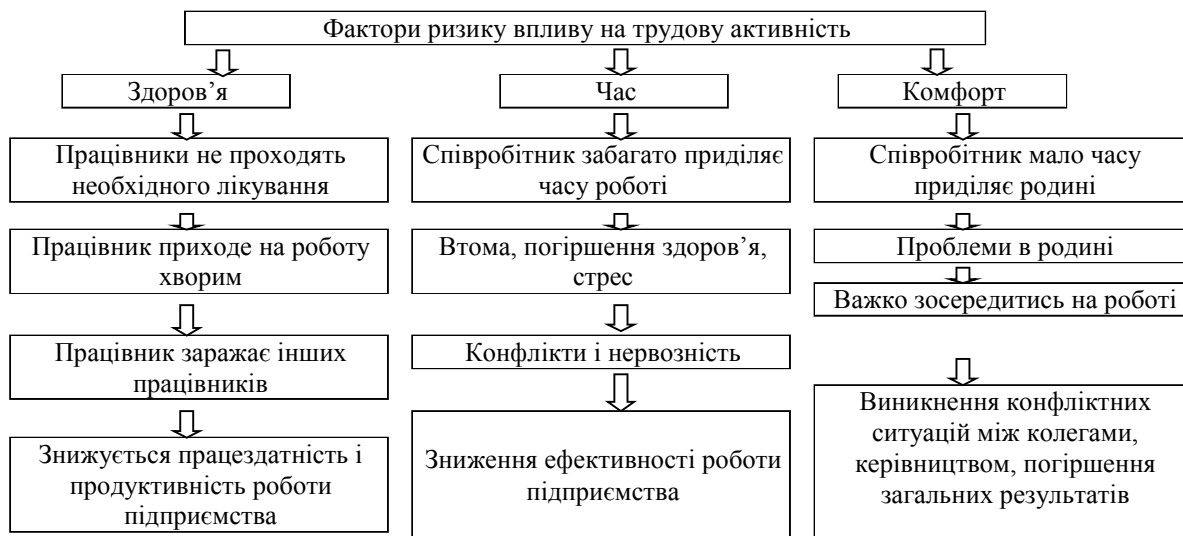 Фактори ризику впливу на трудову активність
Здоров’я
Час
Комфорт
Працівники не проходять
необхідного лікування
Співробітник забагато приділяє
часу роботі
Співробітник мало часу
приділяє родині
Працівник приходе на роботу
хворим
Втома, погіршення здоров’я,
стрес
Проблеми в родині
Важко зосередитись на роботі
Працівник заражає інших
працівників
Конфлікти і нервозність
Знижується працездатність і
продуктивність роботи
підприємства
Зниження ефективності роботи
підприємства
Виникнення конфліктних
ситуацій між колегами,
керівництвом, погіршення
загальних результатів